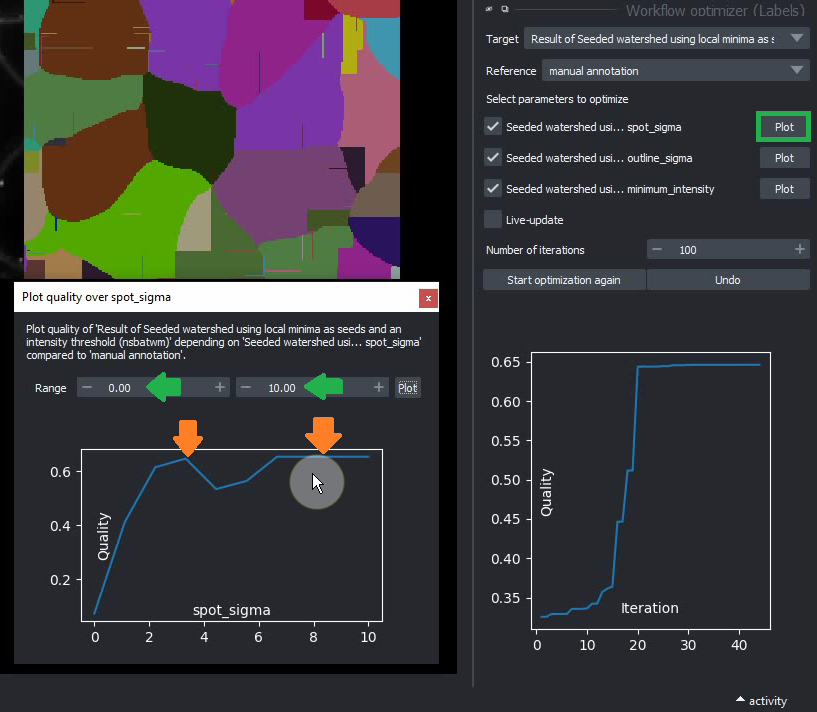 Workflow optimizer (Labels)
Target Result of Seeded watershed using local minima as s
Reference manual annotation
Select parameters to optimize
Seeded watershed usi... spot_sigma Plot
Seeded watershed usi... outline_sigma Plot
Seeded watershed usi... minimum_intensity Plot
Live-update
Number of iterations − 100 +
Start optimization again Undo
Plot quality over spot_sigma x
Plot quality of 'Result of Seeded watershed using local minima as seeds and an
intensity threshold (nsbatwm)' depending on 'Seeded watershed usi... spot_sigma'
compared to 'manual annotation'.
Range − 0.00 + − 10.00 + Plot
0.6
0.4
0.2
Quality
spot_sigma
0 2 4 6 8 10
0.65
0.60
0.55
0.50
0.45
0.40
0.35
Quality
Iteration
0 10 20 30 40
activity